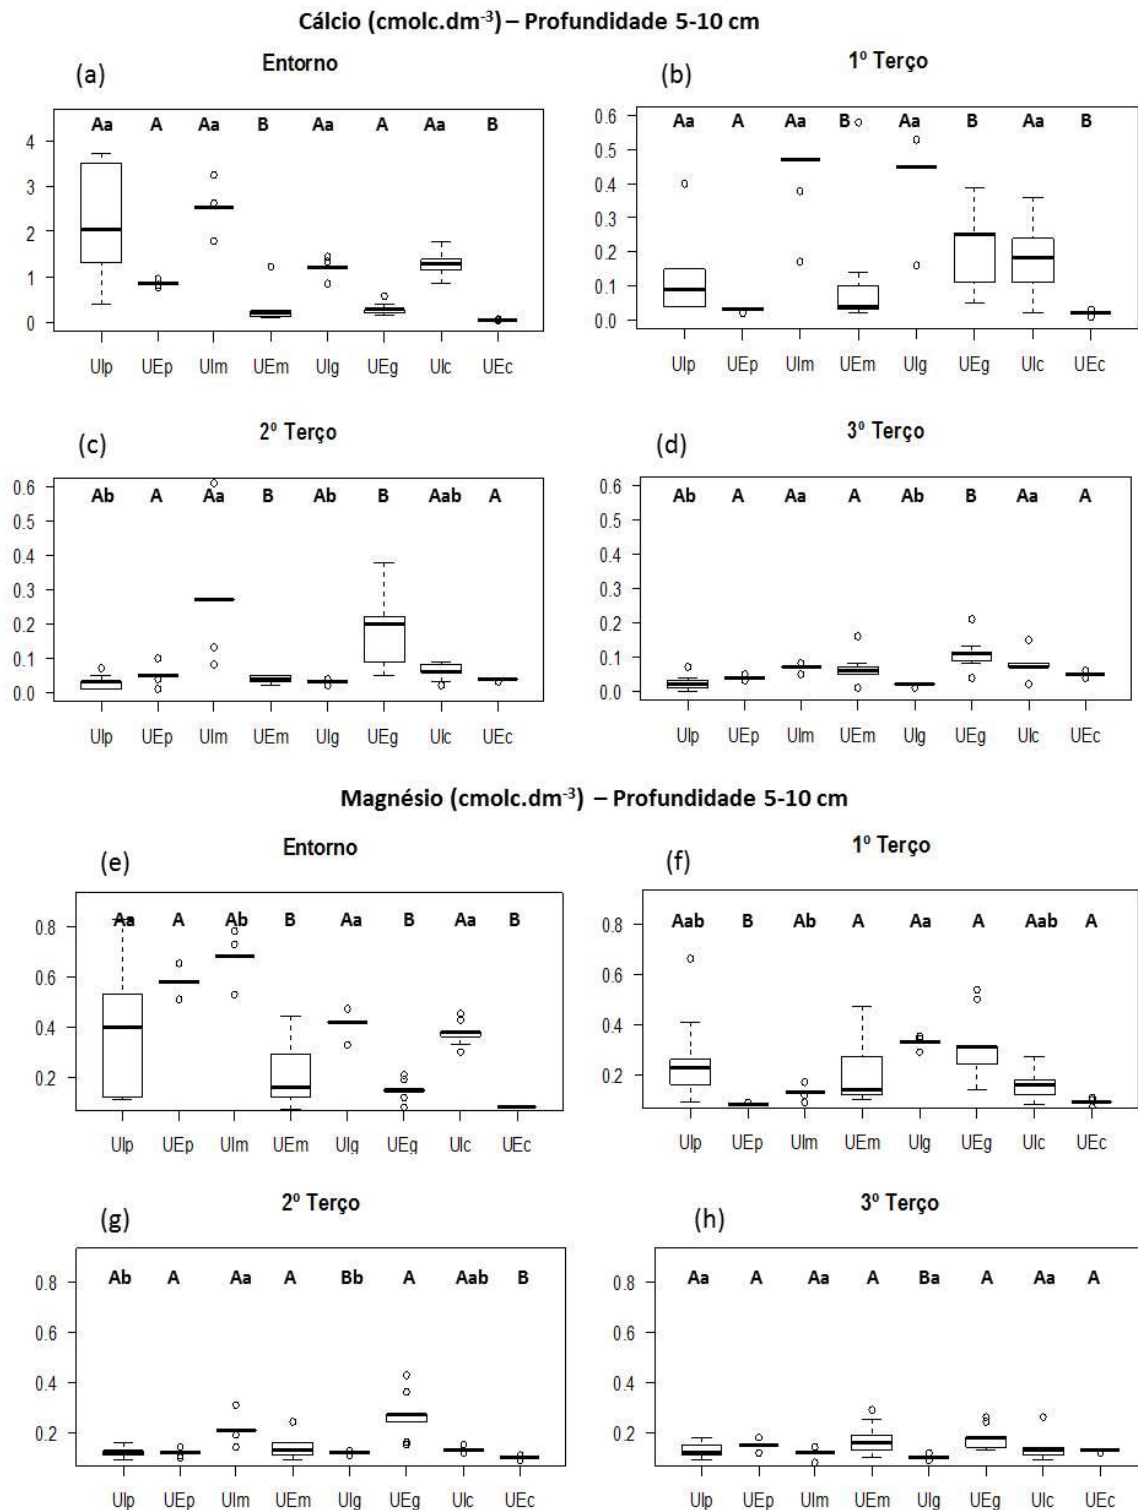 Cálcio (cmolc.dm⁻³) – Profundidade 5-10 cm
(a) Entorno
Aa A Aa B Aa A Aa B
4
3
2
1
0
UIp UEp UIm UEm UIg UEg UIc UEc
(b) 1º Terço
Aa A Aa B Aa B Aa B
0.6
0.5
0.4
0.3
0.2
0.1
0.0
UIp UEp UIm UEm UIg UEg UIc UEc
(c) 2º Terço
Ab A Aa B Ab B Aab A
0.6
0.5
0.4
0.3
0.2
0.1
0.0
UIp UEp UIm UEm UIg UEg UIc UEc
(d) 3º Terço
Ab A Aa A Ab B Aa A
0.6
0.5
0.4
0.3
0.2
0.1
0.0
UIp UEp UIm UEm UIg UEg UIc UEc
Magnésio (cmolc.dm⁻³) – Profundidade 5-10 cm
(e) Entorno
Aa A Ab B Aa B Aa B
0.8
0.6
0.4
0.2
UIp UEp UIm UEm UIg UEg UIc UEc
(f) 1º Terço
Aab B Ab A Aa A Aab A
0.8
0.6
0.4
0.2
UIp UEp UIm UEm UIg UEg UIc UEc
(g) 2º Terço
Ab A Aa A Bb A Aab B
0.8
0.6
0.4
0.2
UIp UEp UIm UEm UIg UEg UIc UEc
(h) 3º Terço
Aa A Aa A Ba A Aa A
0.8
0.6
0.4
0.2
UIp UEp UIm UEm UIg UEg UIc UEc